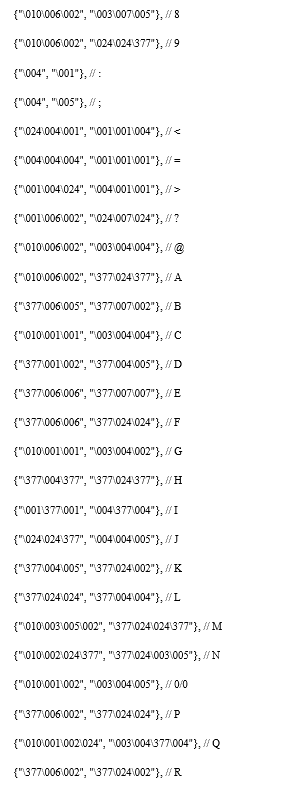 {"\010\006\002", "\003\007\005"}, // 8
{"\010\006\002", "\024\024\377"}, // 9
{"\004", "\001"}, // :
{"\004", "\005"}, // ;
{"\024\004\001", "\001\001\004"}, // <
{"\004\004\004", "\001\001\001"}, // =
{"\001\004\024", "\004\001\001"}, // >
{"\001\006\002", "\024\007\024"}, // ?
{"\010\006\002", "\003\004\004"}, // @
{"\010\006\002", "\377\024\377"}, // A
{"\377\006\005", "\377\007\002"}, // B
{"\010\001\001", "\003\004\004"}, // C
{"\377\001\002", "\377\004\005"}, // D
{"\377\006\006", "\377\007\007"}, // E
{"\377\006\006", "\377\024\024"}, // F
{"\010\001\001", "\003\004\002"}, // G
{"\377\004\377", "\377\024\377"}, // H
{"\001\377\001", "\004\377\004"}, // I
{"\024\024\377", "\004\004\005"}, // J
{"\377\004\005", "\377\024\002"}, // K
{"\377\024\024", "\377\004\004"}, // L
{"\010\003\005\002", "\377\024\024\377"}, // M
{"\010\002\024\377", "\377\024\003\005"}, // N
{"\010\001\002", "\003\004\005"}, // 0/0
{"\377\006\002", "\377\024\024"}, // P
{"\010\001\002\024", "\003\004\377\004"}, // Q
{"\377\006\002", "\377\024\002"}, // R